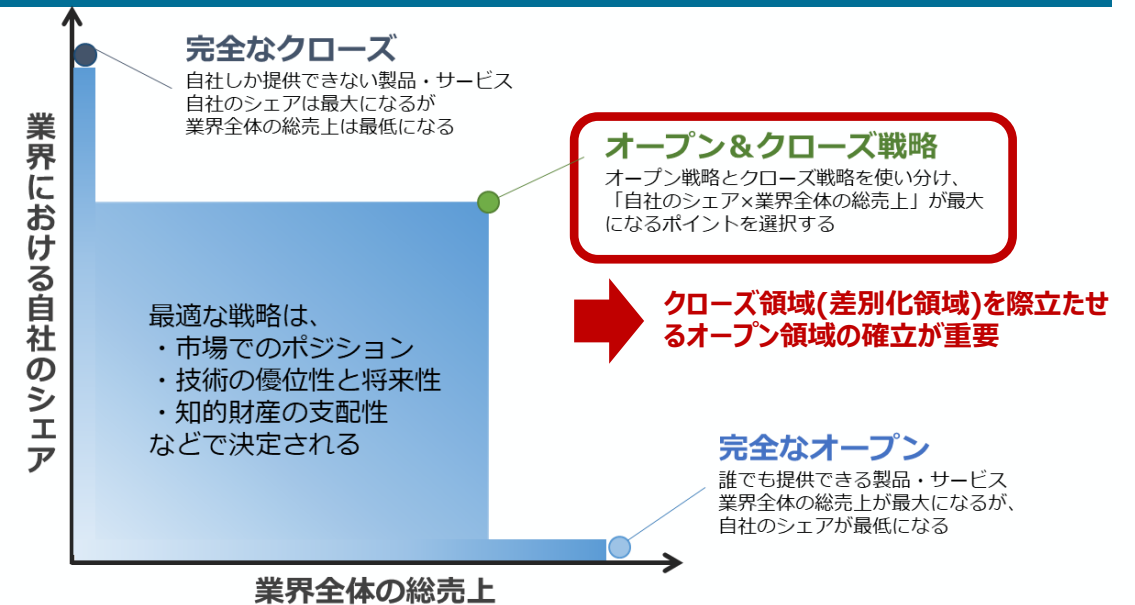 完全なクローズ
自社しか提供できない製品・サービス
自社のシェアは最大になるが
業界全体の総売上は最低になる
業界における自社のシェア
オープン＆クローズ戦略
オープン戦略とクローズ戦略を使い分け、
「自社のシェア×業界全体の総売上」が最大
になるポイントを選択する
クローズ領域(差別化領域)を際立たせ
るオープン領域の確立が重要
最適な戦略は、
・市場でのポジション
・技術の優位性と将来性
・知的財産の支配性
などで決定される
完全なオープン
誰でも提供できる製品・サービス
業界全体の総売上が最大になるが、
自社のシェアが最低になる
業界全体の総売上